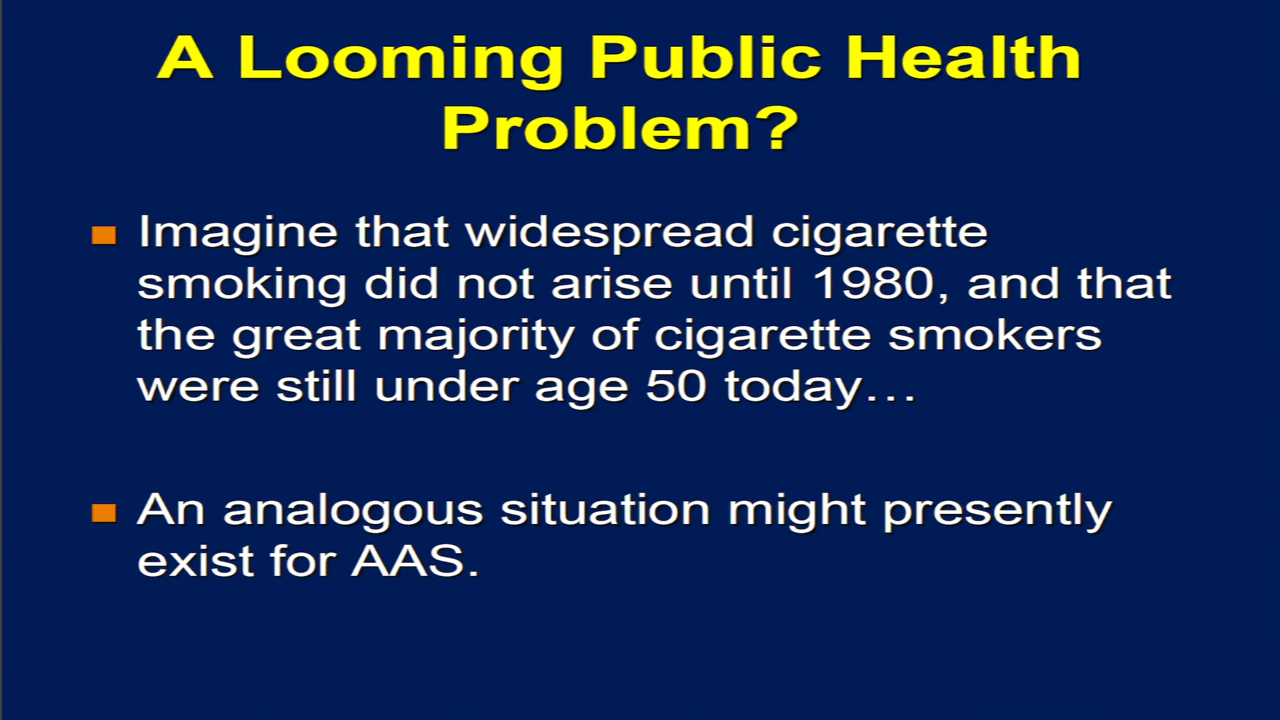 A Looming Public Health
Problem?
Imagine that widespread cigarette
smoking did not arise until 1980, and that
the great majority of cigarette smokers
were still under age 50 today…
An analogous situation might presently
exist for AAS.